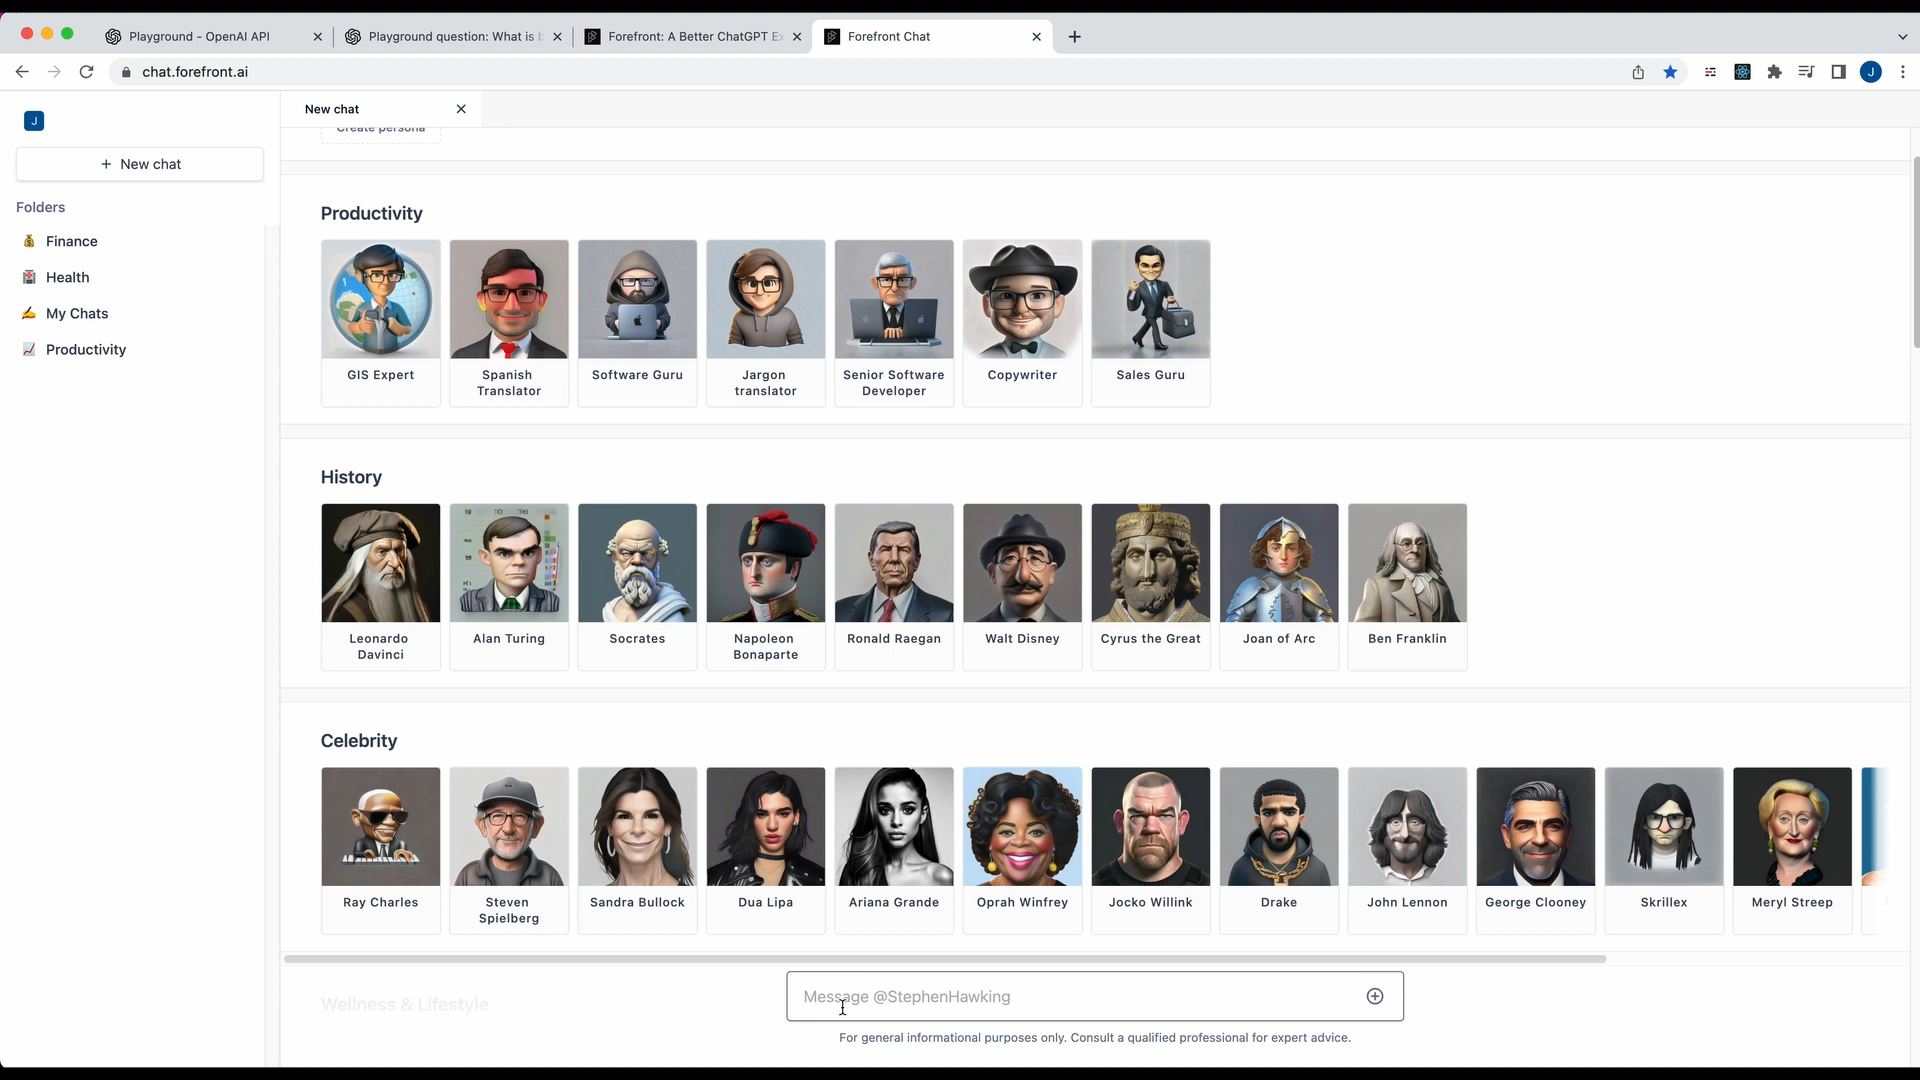 Playground - OpenAI API
Playground question: What is b
Forefront: A Better ChatGPT Ex
Forefront Chat
chat.forefront.ai
J
J
New chat
New chat
Folders
Finance
Health
My Chats
Productivity
Create persona
Productivity
GIS Expert
Spanish
Translator
Software Guru
Jargon
translator
Senior Software
Developer
Copywriter
Sales Guru
History
Leonardo
Davinci
Alan Turing
Socrates
Napoleon
Bonaparte
Ronald Raegan
Walt Disney
Cyrus the Great
Joan of Arc
Ben Franklin
Celebrity
Ray Charles
Steven
Spielberg
Sandra Bullock
Dua Lipa
Ariana Grande
Oprah Winfrey
Jocko Willink
Drake
John Lennon
George Clooney
Skrillex
Meryl Streep
Wellness & Lifestyle
Message @StephenHawking
For general informational purposes only. Consult a qualified professional for expert advice.